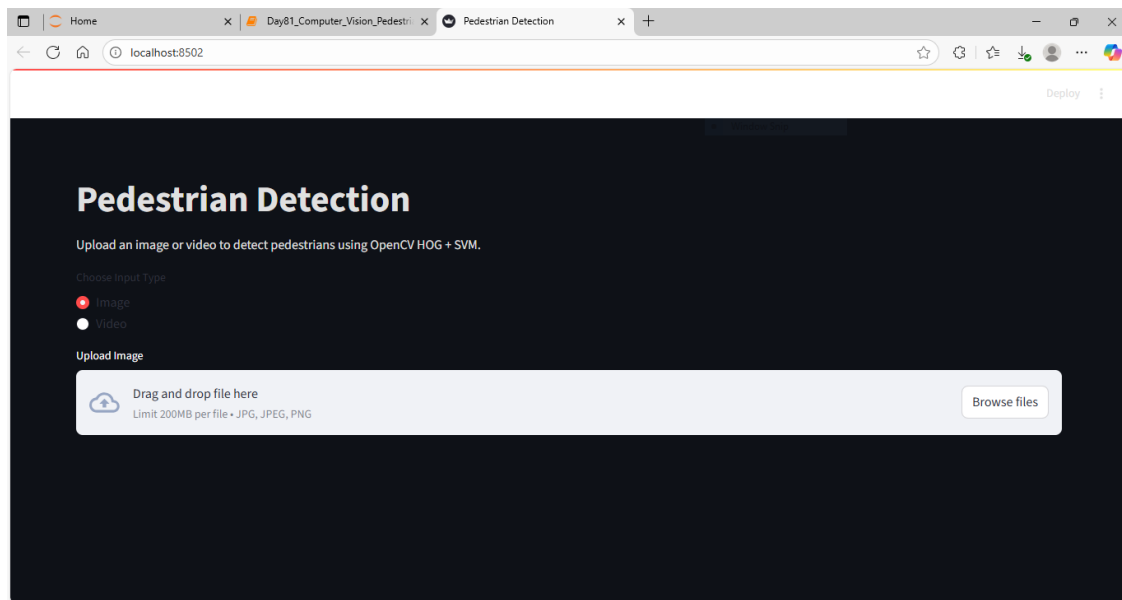 Home
Day81_Computer_Vision_Pedestri
Pedestrian Detection
localhost:8502
Deploy
Pedestrian Detection
Upload an image or video to detect pedestrians using OpenCV HOG + SVM.
Choose Input Type
Image
Video
Upload Image
Drag and drop file here
Browse files
Limit 200MB per file • JPG, JPEG, PNG